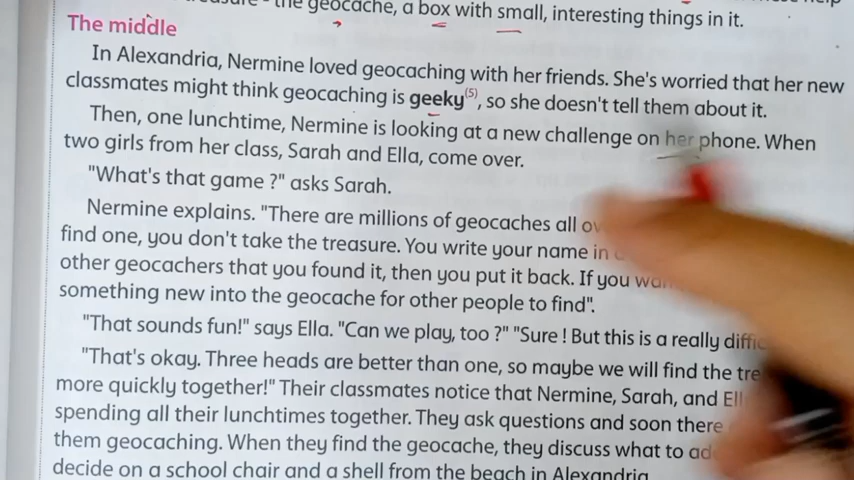 the geocache, a box with small, interesting things in it.
The middle
In Alexandria, Nermine loved geocaching with her friends. She's worried that her new
classmates might think geocaching is geeky(5), so she doesn't tell them about it.
Then, one lunchtime, Nermine is looking at a new challenge on her phone. When
two girls from her class, Sarah and Ella, come over.
"What's that game ?" asks Sarah.
Nermine explains. "There are millions of geocaches all
find one, you don't take the treasure. You write your name in
other geocachers that you found it, then you put it back. If you
something new into the geocache for other people to find".
"That sounds fun!" says Ella. "Can we play, too ?" "Sure ! But this is a really
"That's okay. Three heads are better than one, so maybe we will find the
more quickly together!" Their classmates notice that Nermine, Sarah, and
spending all their lunchtimes together. They ask questions and soon there
them geocaching. When they find the geocache, they discuss what to
decide on a school chair and a shell from the beach in Alexandria